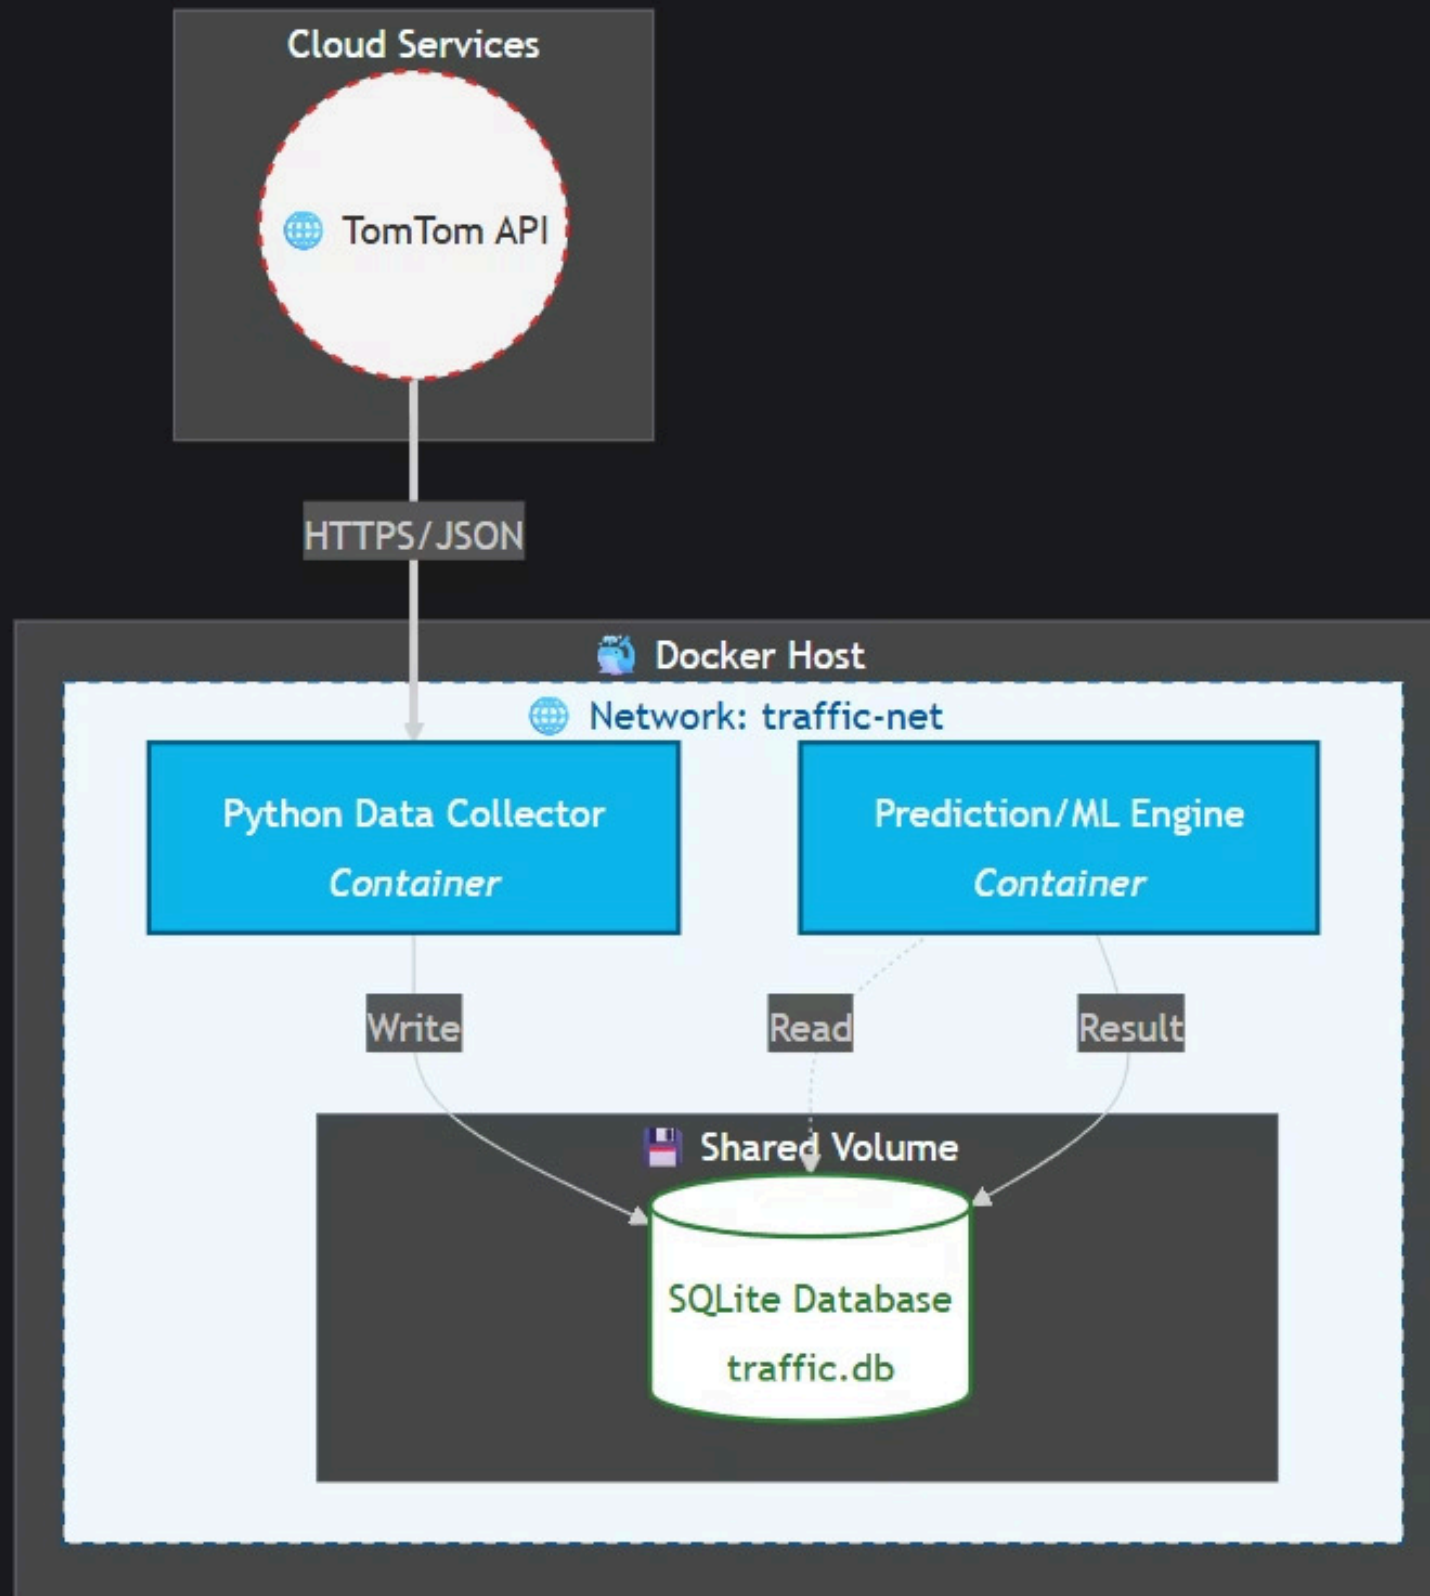 Cloud Services
🌐 TomTom API
HTTPS/JSON
🐳 Docker Host
🌐 Network: traffic-net
Python Data Collector
Container
Prediction/ML Engine
Container
Write
Read
Result
💾 Shared Volume
SQLite Database
traffic.db